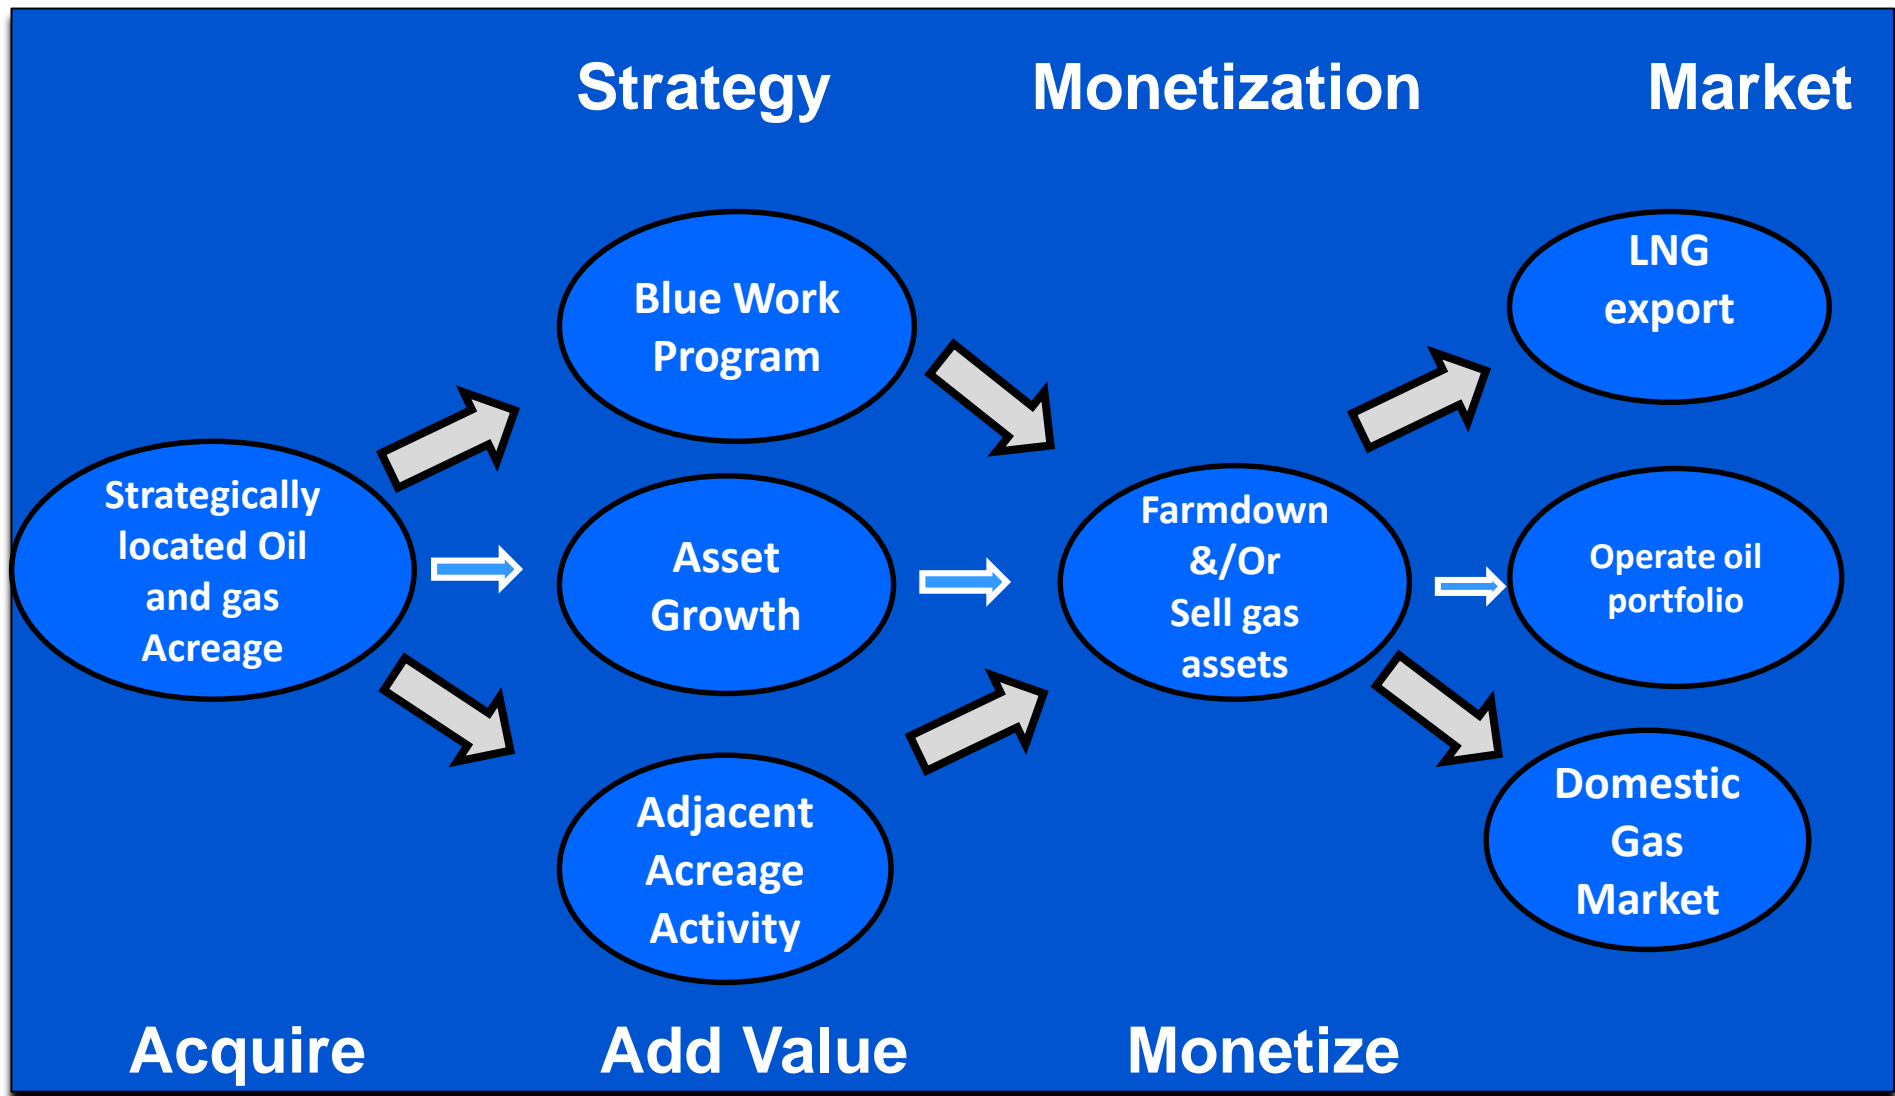 Strategy
Monetization
Market
Strategically
located Oil
and gas
Acreage
Blue Work
Program
Asset
Growth
Adjacent
Acreage
Activity
Farmdown
&/Or
Sell gas
assets
LNG
export
Operate oil
portfolio
Domestic
Gas
Market
Acquire
Add Value
Monetize